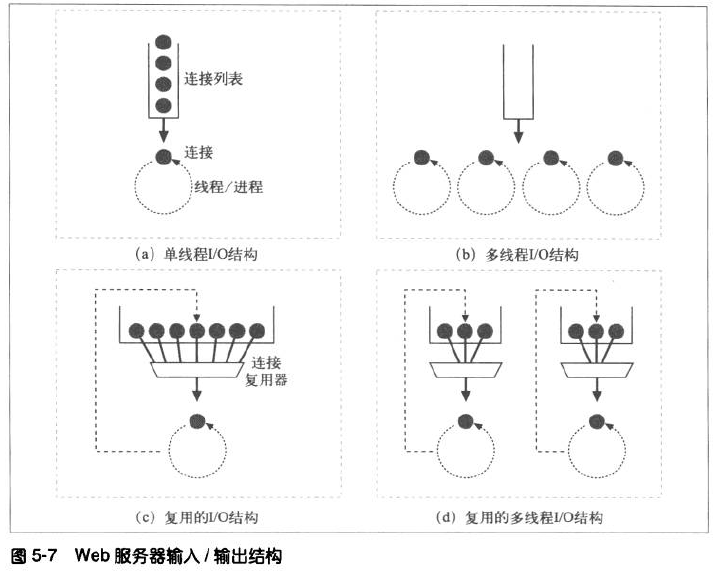 连接列表
连接
线程/进程
(a) 单线程I/O结构
(b) 多线程I/O结构
连接
复用器
(c) 复用的I/O结构
(d) 复用的多线程I/O结构
图 5-7 Web 服务器输入 / 输出结构